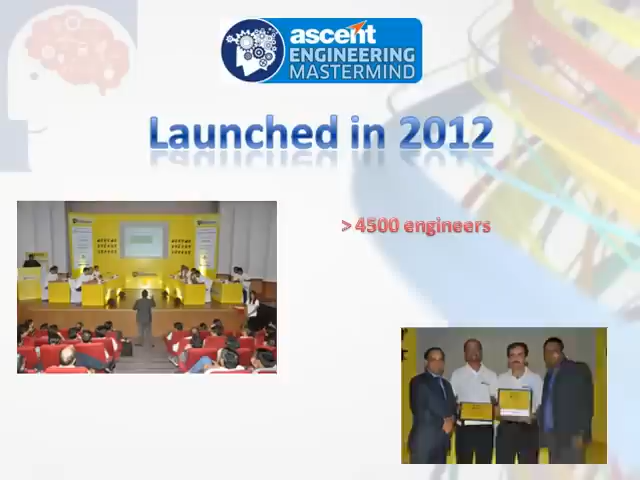 ascent
ENGINEERING
MASTERMIND
Launched in 2012
> 4500 engineers